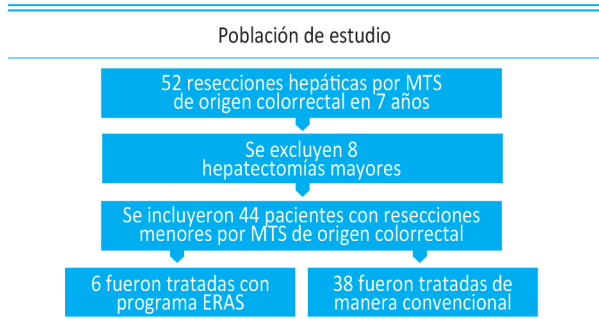 Población de estudio
52 resecciones hepáticas por MTS
de origen colorrectal en 7 años
Se excluyen 8
hepatectomías mayores
Se incluyeron 44 pacientes con resecciones
menores por MTS de origen colorrectal
6 fueron tratadas con
programa ERAS
38 fueron tratadas de
manera convencional